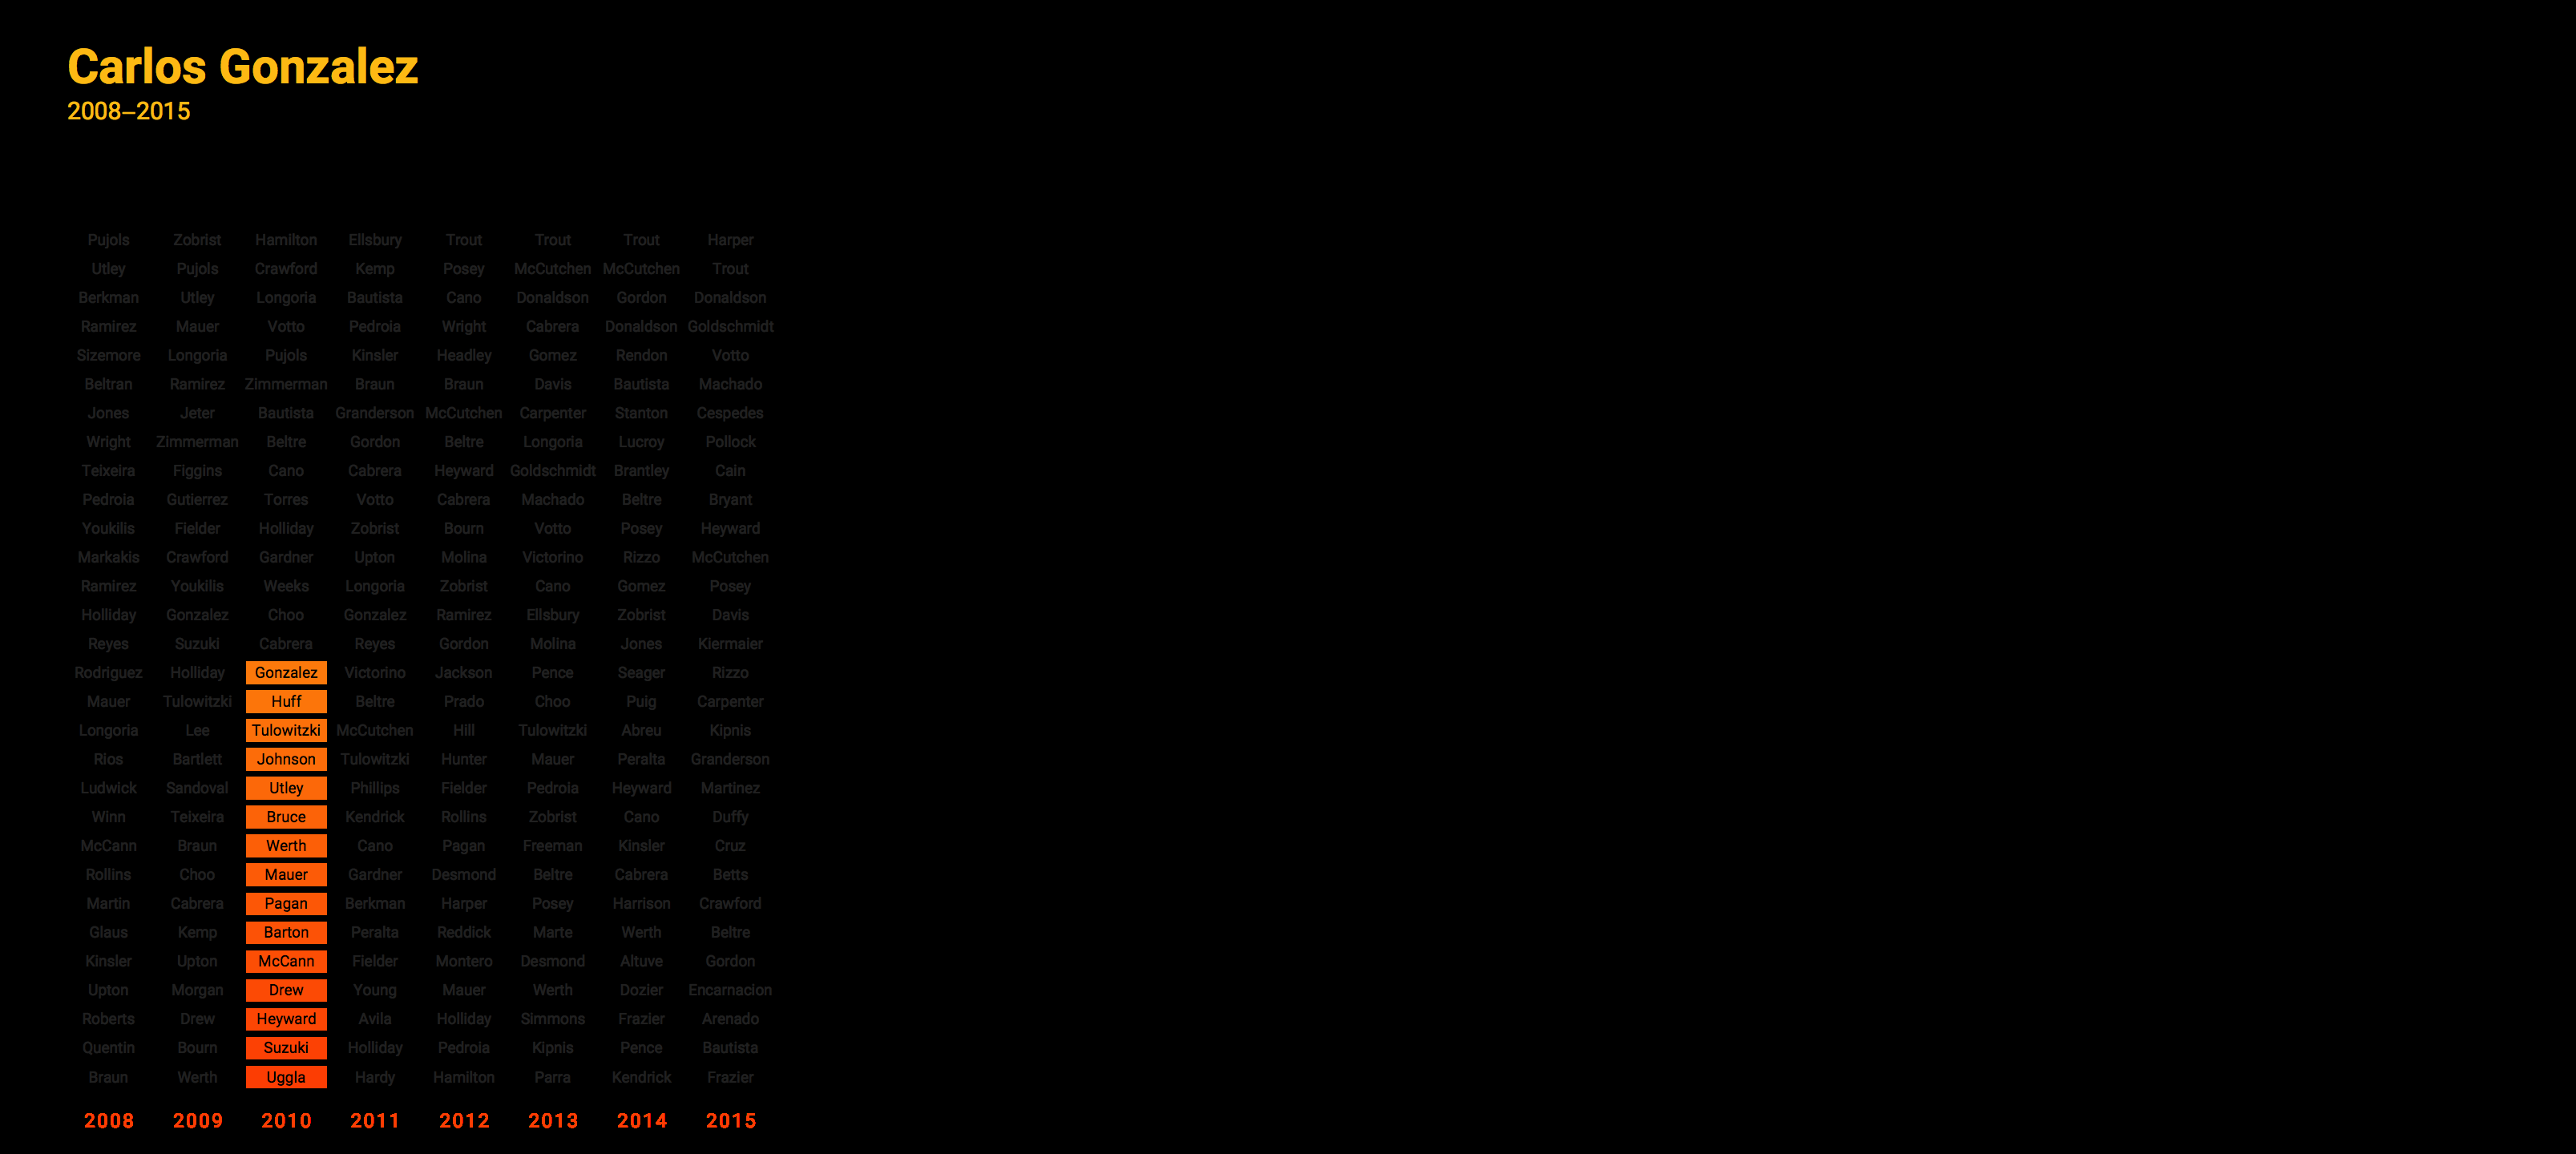 Carlos Gonzalez
2008–2015
Pujols Zobrist Hamilton Ellsbury Trout Trout Trout Harper
Utley Pujols Crawford Kemp Posey McCutchen McCutchen Trout
Berkman Utley Longoria Bautista Cano Donaldson Gordon Donaldson
Ramirez Mauer Votto Pedroia Wright Cabrera Donaldson Goldschmidt
Sizemore Longoria Pujols Kinsler Headley Gomez Rendon Votto
Beltran Ramirez Zimmerman Braun Braun Davis Bautista Machado
Jones Jeter Bautista Granderson McCutchen Carpenter Stanton Cespedes
Wright Zimmerman Beltre Gordon Beltre Longoria Lucroy Pollock
Teixeira Figgins Cano Cabrera Heyward Goldschmidt Brantley Cain
Pedroia Gutierrez Torres Votto Cabrera Machado Beltre Bryant
Youkilis Fielder Holliday Zobrist Bourn Votto Posey Heyward
Markakis Crawford Gardner Upton Molina Victorino Rizzo McCutchen
Ramirez Youkilis Weeks Longoria Zobrist Cano Gomez Posey
Holliday Gonzalez Choo Gonzalez Ramirez Ellsbury Zobrist Davis
Reyes Suzuki Cabrera Reyes Gordon Molina Jones Kiermaier
Rodriguez Holliday Gonzalez Victorino Jackson Pence Seager Rizzo
Mauer Tulowitzki Huff Beltre Prado Choo Puig Carpenter
Longoria Lee Tulowitzki McCutchen Hill Tulowitzki Abreu Kipnis
Rios Bartlett Johnson Tulowitzki Hunter Mauer Peralta Granderson
Ludwick Sandoval Utley Phillips Fielder Pedroia Heyward Martinez
Winn Teixeira Bruce Kendrick Rollins Zobrist Cano Duffy
McCann Braun Werth Cano Pagan Freeman Kinsler Cruz
Rollins Choo Mauer Gardner Desmond Beltre Cabrera Betts
Martin Cabrera Pagan Berkman Harper Posey Harrison Crawford
Glaus Kemp Barton Peralta Reddick Marte Werth Beltre
Kinsler Upton McCann Fielder Montero Desmond Altuve Gordon
Upton Morgan Drew Young Mauer Werth Dozier Encarnacion
Roberts Drew Heyward Avila Holliday Simmons Frazier Arenado
Quentin Bourn Suzuki Holliday Pedroia Kipnis Pence Bautista
Braun Werth Uggla Hardy Hamilton Parra Kendrick Frazier
2008 2009 2010 2011 2012 2013 2014 2015